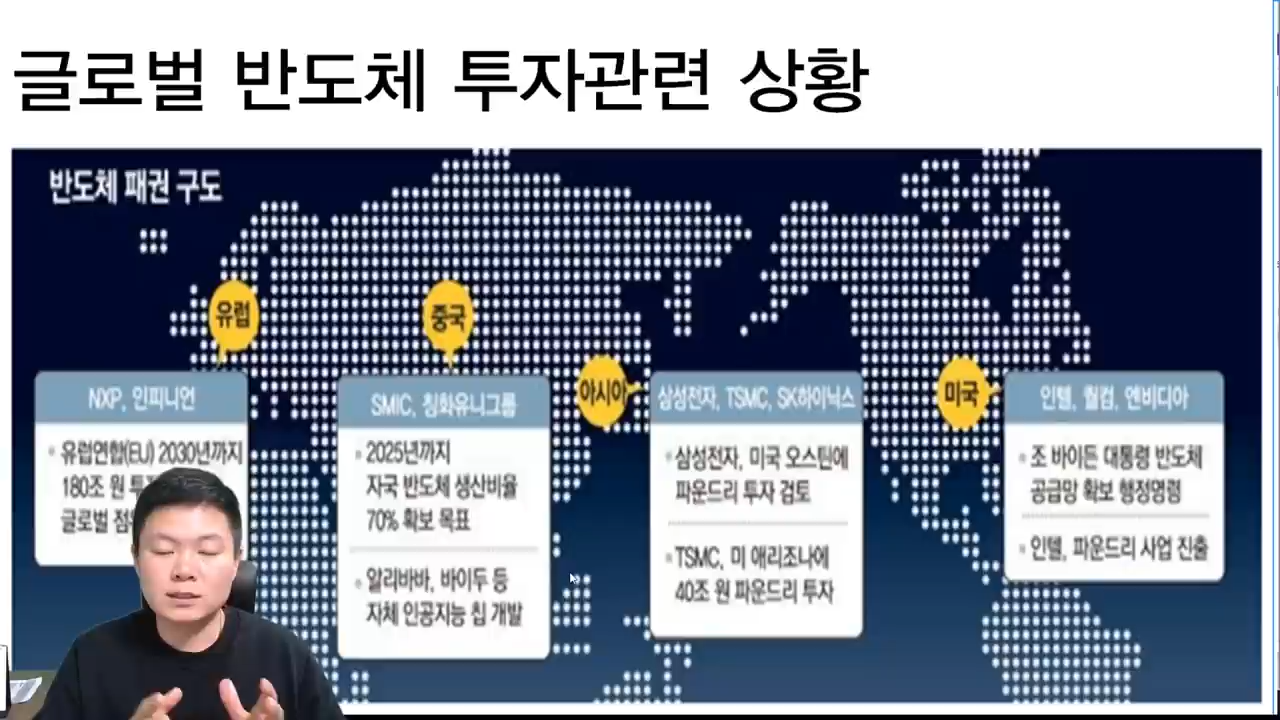 글로벌 반도체 투자관련 상황
반도체 패권 구도
유럽
NXP, 인피니언
• 유럽연합(EU) 2030년까지
180조 원
글로벌
중국
SMIC, 칭화유니그룹
• 2025년까지
자국 반도체 생산비율
70% 확보 목표
• 알리바바, 바이두 등
자체 인공지능 칩 개발
아시아
삼성전자, TSMC, SK하이닉스
• 삼성전자, 미국 오스틴에
파운드리 투자 검토
• TSMC, 미 애리조나에
40조 원 파운드리 투자
미국
인텔, 퀄컴, 엔비디아
• 조 바이든 대통령 반도체
공급망 확보 행정명령
• 인텔, 파운드리 사업 진출